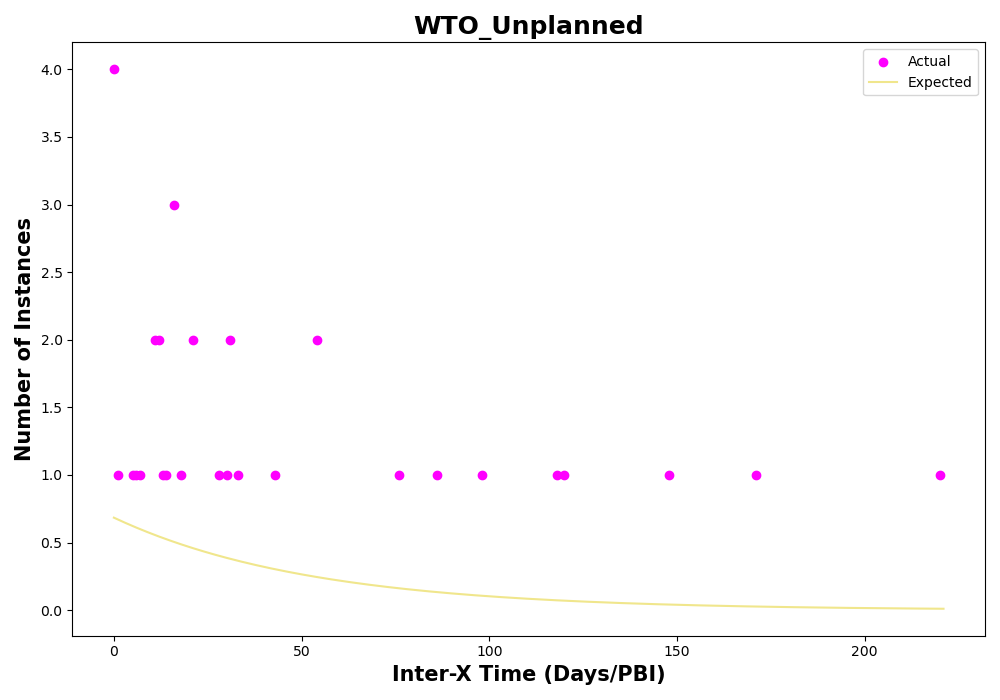 WTO_Unplanned
Number of Instances
4.0
3.5
3.0
2.5
2.0
1.5
1.0
0.5
0.0
Actual
Expected
0 50 100 150 200
Inter-X Time (Days/PBI)